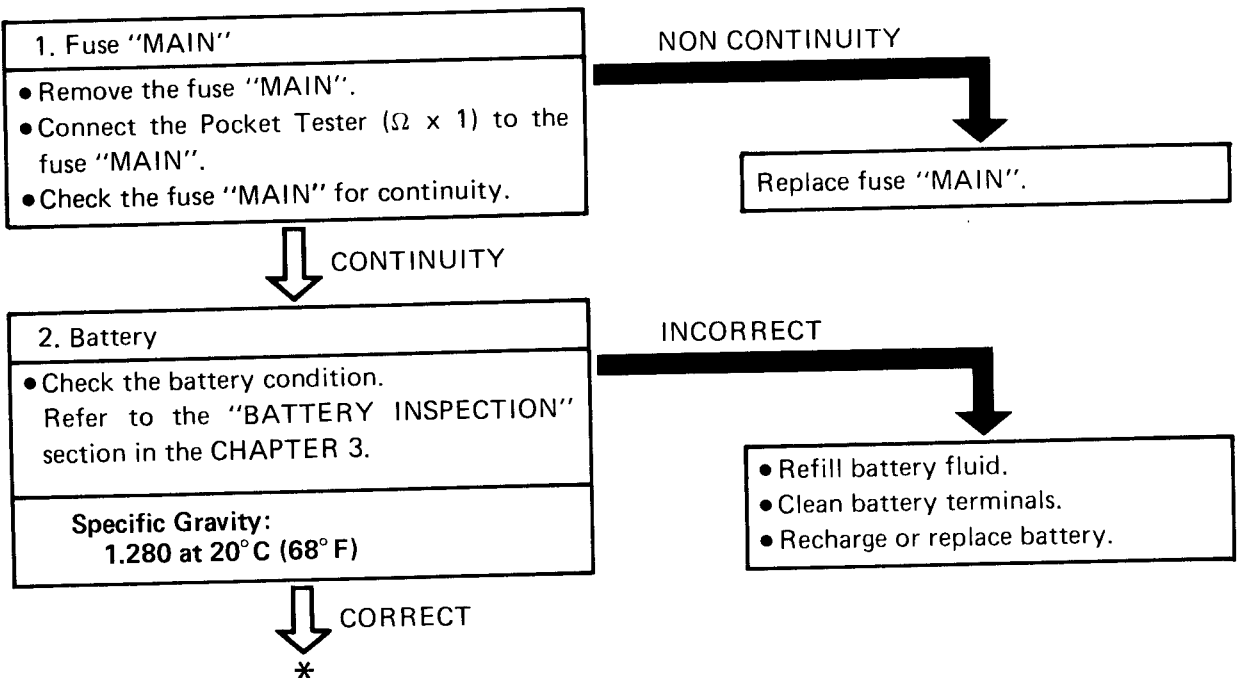 1. Fuse “MAIN”
• Remove the fuse “MAIN”.
• Connect the Pocket Tester (Ω x 1) to the
fuse “MAIN”.
• Check the fuse “MAIN” for continuity.
NON CONTINUITY
Replace fuse “MAIN”.
CONTINUITY
2. Battery
• Check the battery condition.
Refer to the “BATTERY INSPECTION”
section in the CHAPTER 3.
Specific Gravity:
1.280 at 20°C (68°F)
INCORRECT
• Refill battery fluid.
• Clean battery terminals.
• Recharge or replace battery.
CORRECT
*